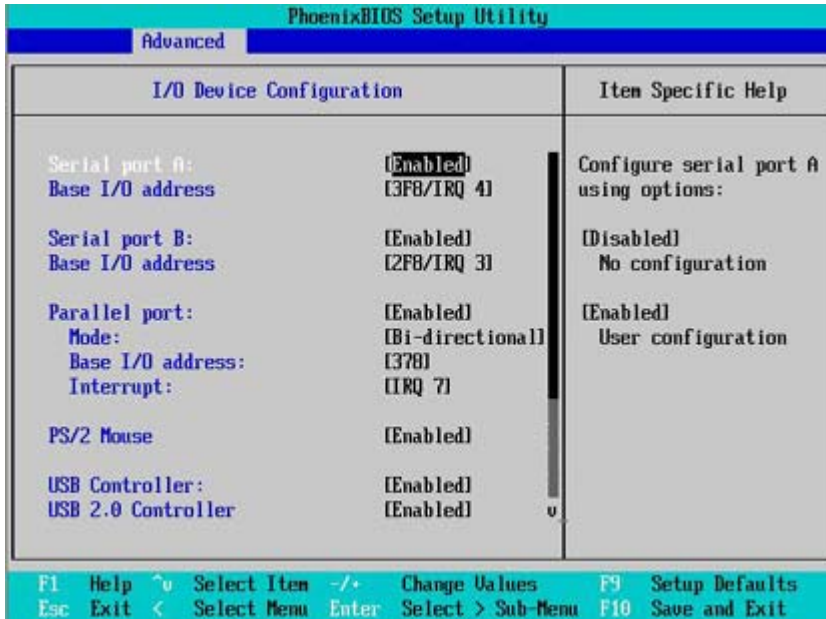 PhoenixBIOS Setup Utility
Advanced
I/O Device Configuration
Item Specific Help
Serial port A: [Enabled]
Base I/O address [3F8/IRQ 4]
Serial port B: [Enabled]
Base I/O address [2F8/IRQ 3]
Parallel port: [Enabled]
Mode: [Bi-directional]
Base I/O address: [378]
Interrupt: [IRQ 7]
PS/2 Mouse [Enabled]
USB Controller: [Enabled]
USB 2.0 Controller [Enabled] v
Configure serial port A
using options:
[Disabled]
No configuration
[Enabled]
User configuration
F1 Help ^v Select Item -/+ Change Values F9 Setup Defaults
Esc Exit < Select Menu Enter Select > Sub-Menu F10 Save and Exit